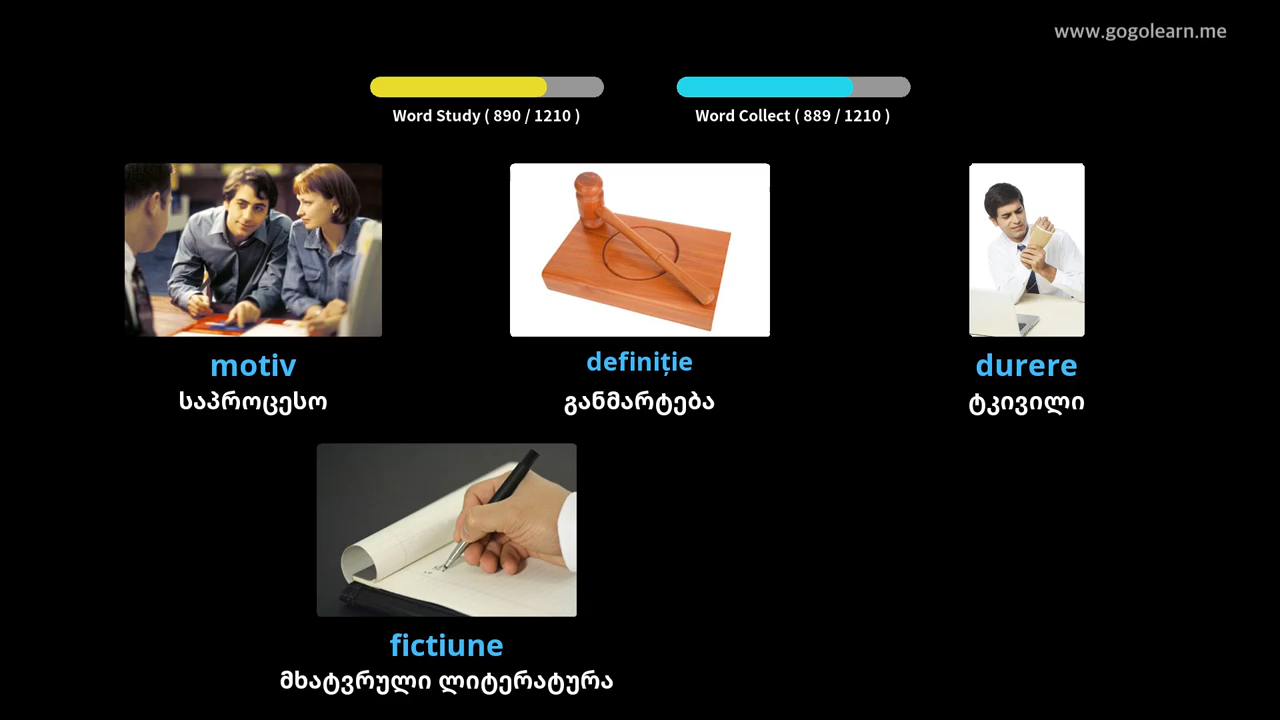 www.gogolearn.me
Word Study ( 890 / 1210 )
Word Collect ( 889 / 1210 )
motiv
საპროცესო
definiție
განმარტება
durere
ტკივილი
fictiune
მხატვრული ლიტერატურა